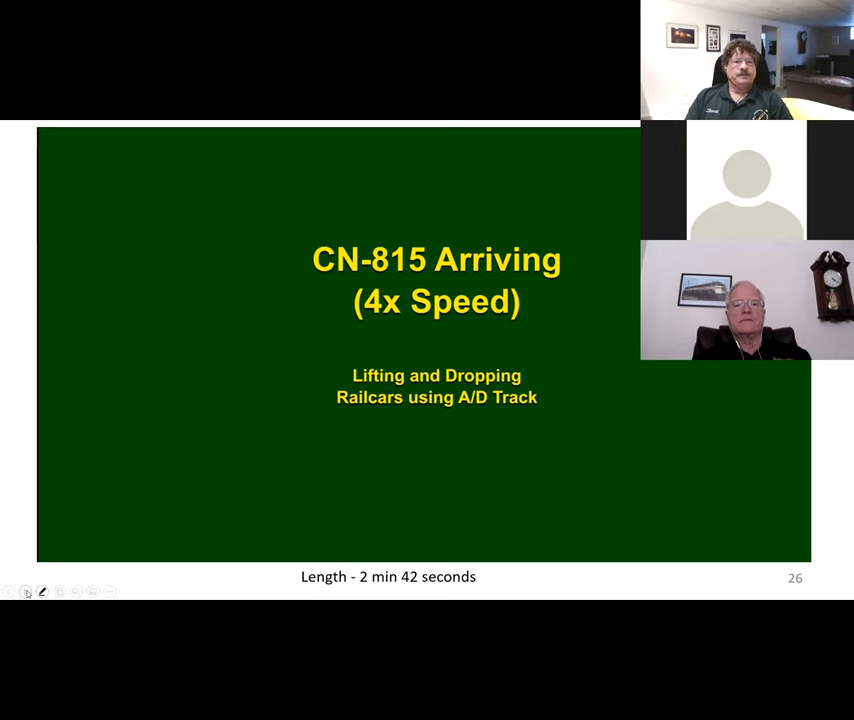 CN-815 Arriving
(4x Speed)
Lifting and Dropping
Railcars using A/D Track
Length - 2 min 42 seconds
26